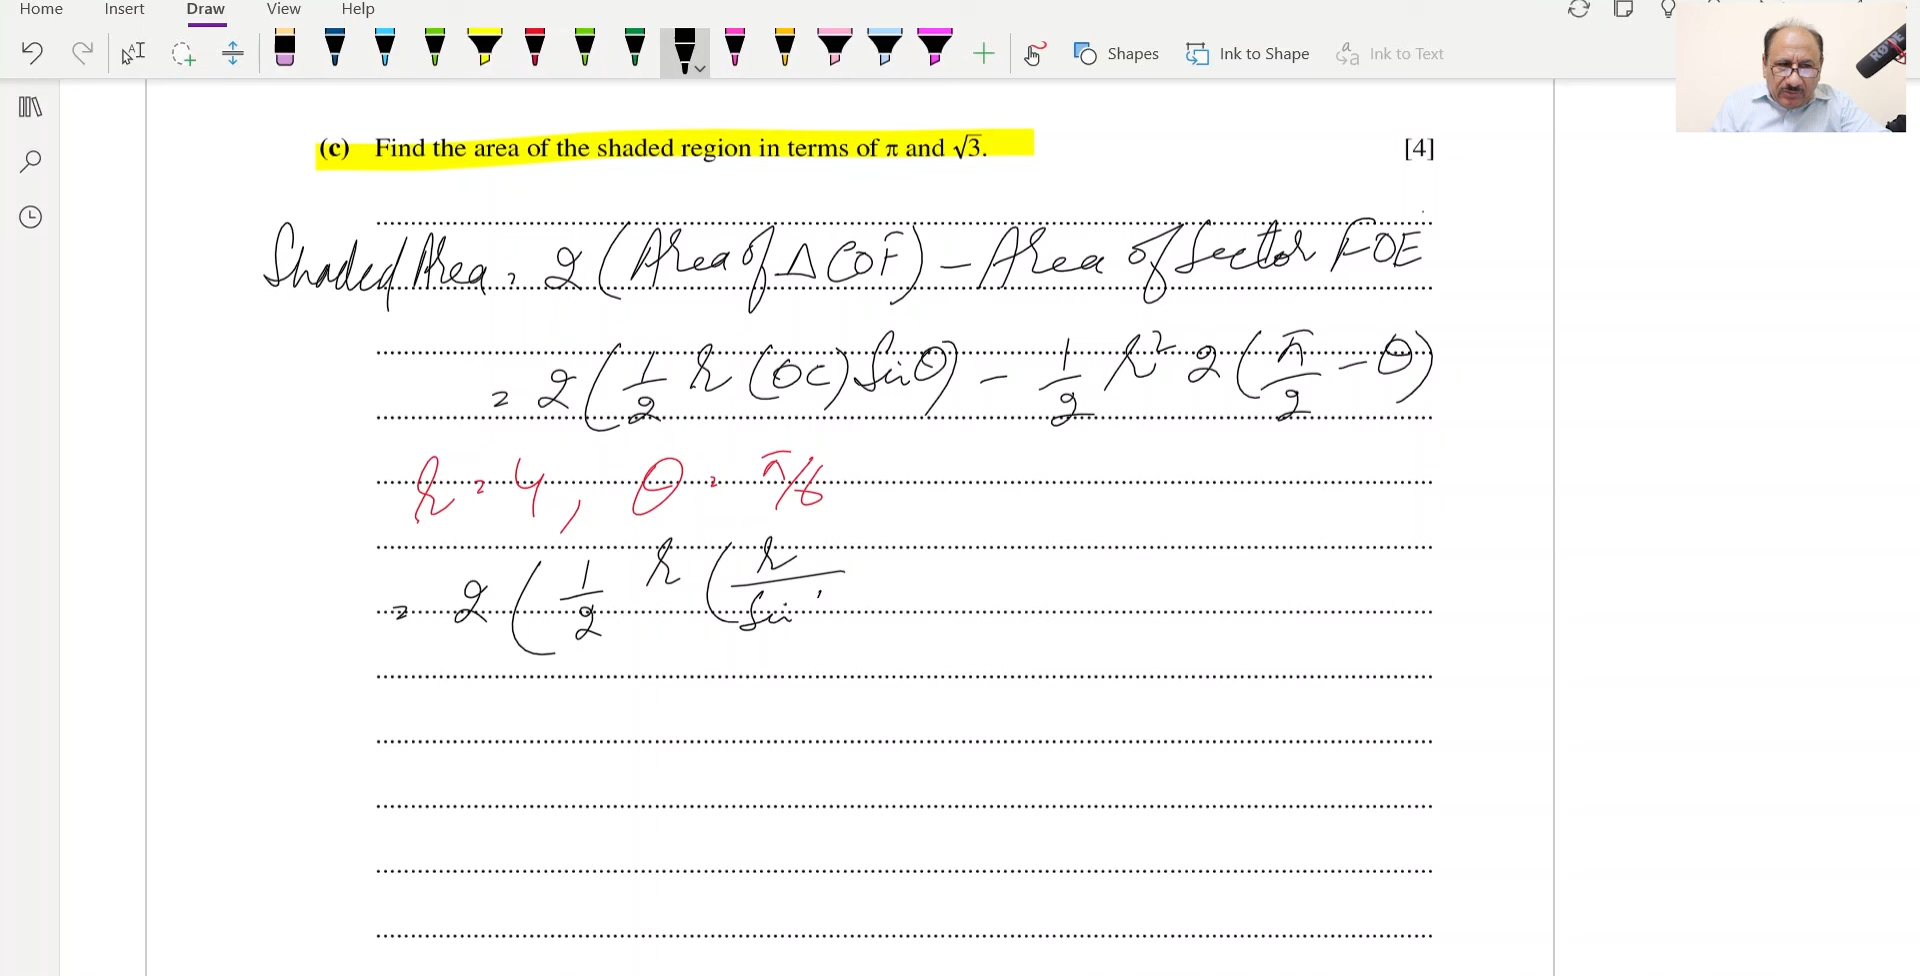 Home Insert Draw View Help
Shapes Ink to Shape Ink to Text
RØDE
(c) Find the area of the shaded region in terms of π and √3. [4]
Shaded Area = 2 (Area of Δ COF) - Area of Sector FOE
= 2 (1/2 r (OC) Sin θ) - 1/2 r² 2 (π/2 - θ)
r = 4, θ = π/6
= 2 (1/2 r (r/Sin